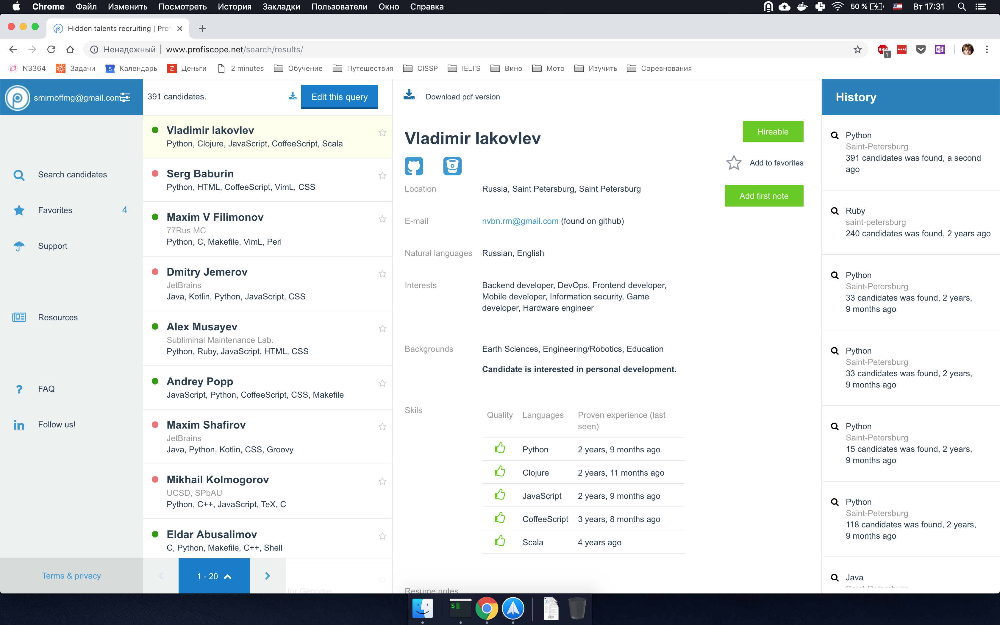 Chrome Файл Изменить Посмотреть История Закладки Пользователи Окно Справка
50 % Вт 17:31
Hidden talents recruiting | Prof
Ненадежный www.profiscope.net/search/results/
ABP 1
N3364 Задачи 5 Календарь Деньги 2 minutes Обучение Путешествия CISSP IELTS Вино Мото Изучить Соревнования
smirnoffmg@gmail.com
Search candidates
Favorites 4
Support
Resources
FAQ
Follow us!
Terms & privacy
391 candidates.
Edit this query
Vladimir Iakovlev
Python, Clojure, JavaScript, CoffeeScript, Scala
Serg Baburin
Python, HTML, CoffeeScript, VimL, CSS
Maxim V Filimonov
77Rus MC
Python, C, Makefile, VimL, Perl
Dmitry Jemerov
JetBrains
Java, Kotlin, Python, JavaScript, CSS
Alex Musayev
Subliminal Maintenance Lab.
Python, Ruby, JavaScript, HTML, CSS
Andrey Popp
JavaScript, Python, CoffeeScript, CSS, Makefile
Maxim Shafirov
JetBrains
Java, Python, Kotlin, CSS, Groovy
Mikhail Kolmogorov
UCSD, SPbAU
Python, C++, JavaScript, TeX, C
Eldar Abusalimov
C, Python, Makefile, C++, Shell
for Genome
1 - 20
Download pdf version
Vladimir Iakovlev
Hireable
Add to favorites
Add first note
Location Russia, Saint Petersburg, Saint Petersburg
E-mail nvbn.rm@gmail.com (found on github)
Natural languages Russian, English
Interests Backend developer, DevOps, Frontend developer,
Mobile developer, Information security, Game
developer, Hardware engineer
Backgrounds Earth Sciences, Engineering/Robotics, Education
Candidate is interested in personal development.
Skils
Quality Languages Proven experience (last
seen)
Python 2 years, 9 months ago
Clojure 2 years, 11 months ago
JavaScript 2 years, 9 months ago
CoffeeScript 3 years, 8 months ago
Scala 4 years ago
Resume notes
History
Python
Saint-Petersburg
391 candidates was found, a second
ago
Ruby
saint-petersburg
240 candidates was found, 2 years ago
Python
Saint-Petersburg
33 candidates was found, 2 years,
9 months ago
Python
Saint-Petersburg
33 candidates was found, 2 years,
9 months ago
Python
Saint-Petersburg
15 candidates was found, 2 years,
9 months ago
Python
Saint-Petersburg
118 candidates was found, 2 years,
9 months ago
Java
$
PDF